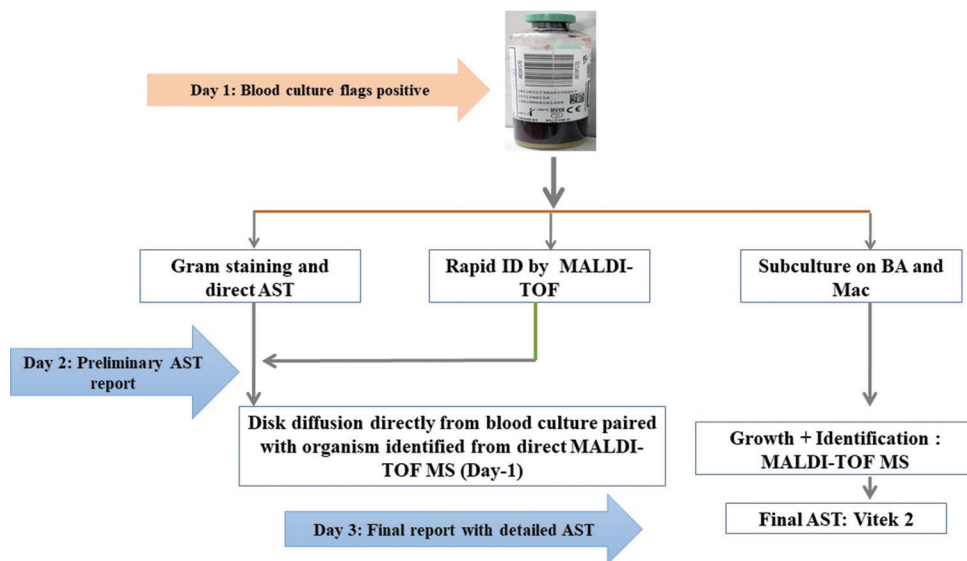 Day 1: Blood culture flags positive
Gram staining and
direct AST
Rapid ID by MALDI-
TOF
Subculture on BA and
Mac
Day 2: Preliminary AST
report
Disk diffusion directly from blood culture paired
with organism identified from direct MALDI-
TOF MS (Day-1)
Growth + Identification :
MALDI-TOF MS
Final AST: Vitek 2
Day 3: Final report with detailed AST